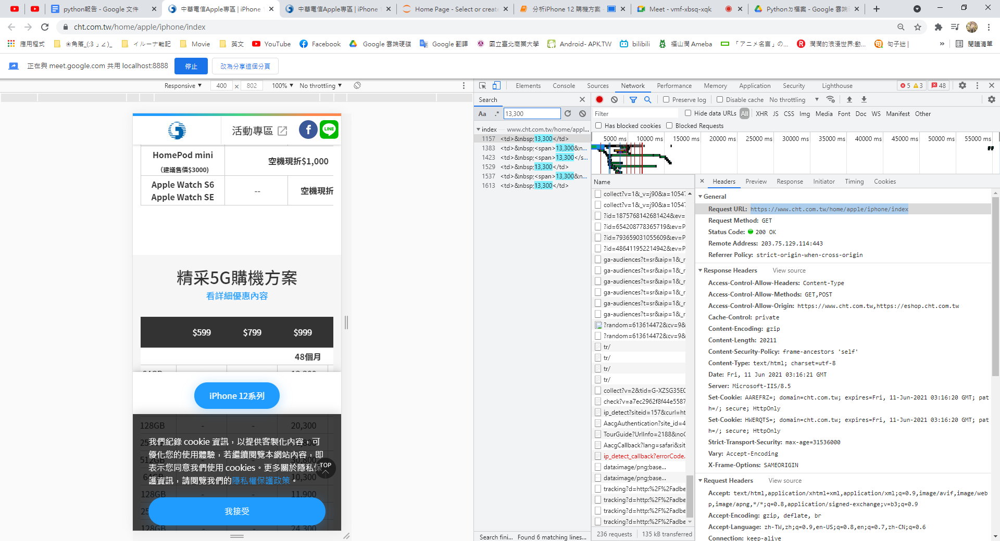 python報告 - Google 文件
中華電信Apple專區 | iPhone 1
中華電信Apple專區 | iPhone 1
Home Page - Select or create
分析iPhone 12 購機方案 -
Meet - vmf-xbsq-xqk
Pythonㄉ檔案 - Google 雲端
cht.com.tw/home/apple/iphone/index
應用程式
❀角落_(:3」∠)_
イルーナ戦記
Movie
英文
YouTube
Facebook
Google 雲端硬碟
Google 翻譯
國立臺北商業大學
Android- APK.TW
bilibili
福山潤 Ameba
「アニメ名言」の...
潤潤的浪漫世界:動...
句子迷 |
»
閱讀清單
正在與 meet.google.com 共用 localhost:8888
停止
改為分享這個分頁
Responsive ▼ 400 × 802 100% ▼ No throttling ▼
Elements Console Sources Network Performance Memory Application Security Lighthouse
5 3 48
Search
Preserve log Disable cache No throttling
Aa .* 13,300
Filter Hide data URLs All XHR JS CSS Img Media Font Doc WS Manifest Other
Has blocked cookies Blocked Requests
index www.cht.com.tw/home/appl...
1157 <td>&nbsp;13,300</td>
1383 <td>&nbsp;<span>13,300&n...
1423 <td>&nbsp;<span>13,300</s...
1529 <td>&nbsp;13,300</td>
1537 <td>&nbsp;<span>13,300&n...
1613 <td>&nbsp;13,300</td>
Search fini... Found 6 matching lines...
5000 ms 10000 ms 15000 ms 20000 ms 25000 ms 30000 ms 35000 ms 40000 ms 45000 ms 50000 ms 55000 ms
活動專區
f
LINE
HomePod mini
(建議售價$3000)
空機現折$1,000
Apple Watch S6
Apple Watch SE
--
空機現折
精采5G購機方案
看詳細優惠內容
$599 $799 $999
48個月
iPhone 12系列
128GB - - 20,300
512GB 30,800
10,300
128GB - - 11,900
128GB 24,300
我們紀錄 cookie 資訊，以提供客製化內容，可
優化您的使用體驗，若繼續閱覽本網站內容，即
表示您同意我們使用 cookies。更多關於隱私保
護資訊，請閱覽我們的隱私權保護政策。
TOP
我接受
Name
collect?v=1&_v=j90&a=10547
collect?v=1&_v=j90&a=10547
?id=1875768142681424&ev=
?id=654208778365719&ev=P
?id=793659031055609&ev=P
?id=486411952214942&ev=P
ga-audiences?t=sr&aip=1&_r
ga-audiences?t=sr&aip=1&_r
ga-audiences?t=sr&aip=1&_r
ga-audiences?t=sr&aip=1&_r
ga-audiences?t=sr&aip=1&_r
ga-audiences?t=sr&aip=1&_r
?random=613614472&cv=9&
?random=613614472&cv=9&
tr/
tr/
tr/
tr/
collect?v=2&tid=G-XZSG35E0
check?v=a7ec2962f8f44e5587
ip_detect?siteid=157&curl=ht
AacgAuthentication?site_id=4
TourGuide?UrlInfo=2188&noC
AacgCallback?lang=safari&sit
ip_detect_callback?errorCode.
data:image/png;base...
data:image/png;base...
tracking?d=http:%2F%2Fadbe
tracking?d=http:%2F%2Fadbe
tracking?d=http:%2F%2Fadbe
tracking?d=http:%2F%2Fadbe
236 requests 135 kB transferred
Headers Preview Response Initiator Timing Cookies
General
Request URL: https://www.cht.com.tw/home/apple/iphone/index
Request Method: GET
Status Code: 200 OK
Remote Address: 203.75.129.114:443
Referrer Policy: strict-origin-when-cross-origin
Response Headers View source
Access-Control-Allow-Headers: Content-Type
Access-Control-Allow-Methods: GET,POST
Access-Control-Allow-Origin: https://www.cht.com.tw,https://eshop.cht.com.tw
Cache-Control: private
Content-Encoding: gzip
Content-Length: 20211
Content-Security-Policy: frame-ancestors 'self'
Content-Type: text/html; charset=utf-8
Date: Fri, 11 Jun 2021 03:16:21 GMT
Server: Microsoft-IIS/8.5
Set-Cookie: AAREFRZ=; domain=cht.com.tw; expires=Fri, 11-Jun-2021 03:16:20 GMT; pat
h=/; secure; HttpOnly
Set-Cookie: HWERQTS=; domain=cht.com.tw; expires=Fri, 11-Jun-2021 03:16:20 GMT; pat
h=/; secure; HttpOnly
Strict-Transport-Security: max-age=31536000
Vary: Accept-Encoding
X-Frame-Options: SAMEORIGIN
Request Headers View source
Accept: text/html,application/xhtml+xml,application/xml;q=0.9,image/avif,image/web
p,image/apng,*/*;q=0.8,application/signed-exchange;v=b3;q=0.9
Accept-Encoding: gzip, deflate, br
Accept-Language: zh-TW,zh;q=0.9,en-US;q=0.8,en;q=0.7,zh-CN;q=0.6
Connection: keep-alive